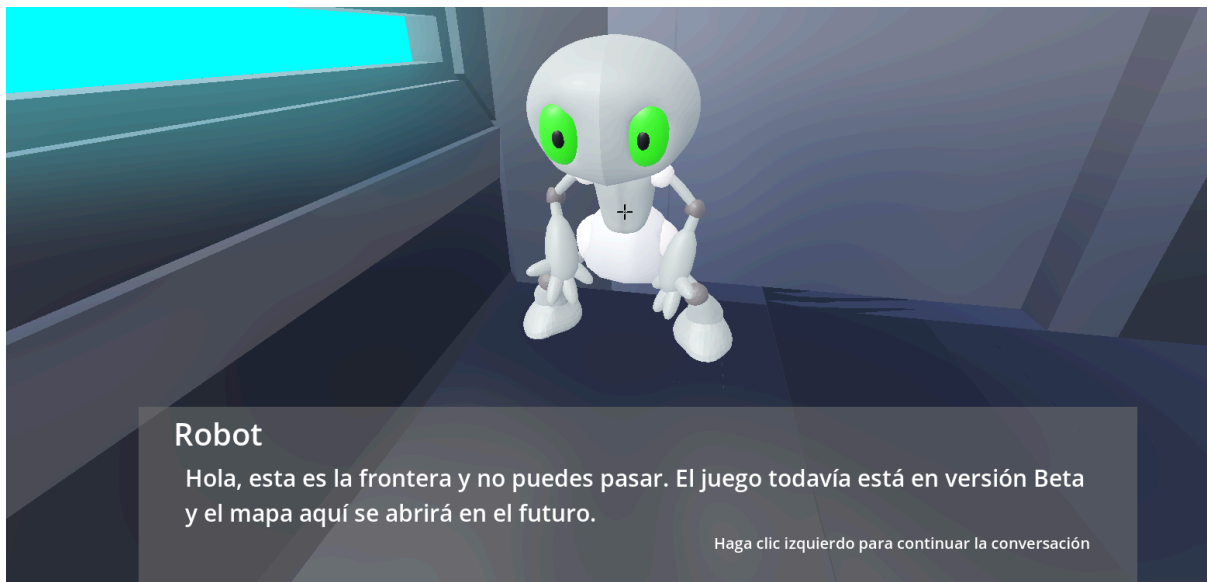 Robot
Hola, esta es la frontera y no puedes pasar. El juego todavía está en versión Beta
y el mapa aquí se abrirá en el futuro.
Haga clic izquierdo para continuar la conversación